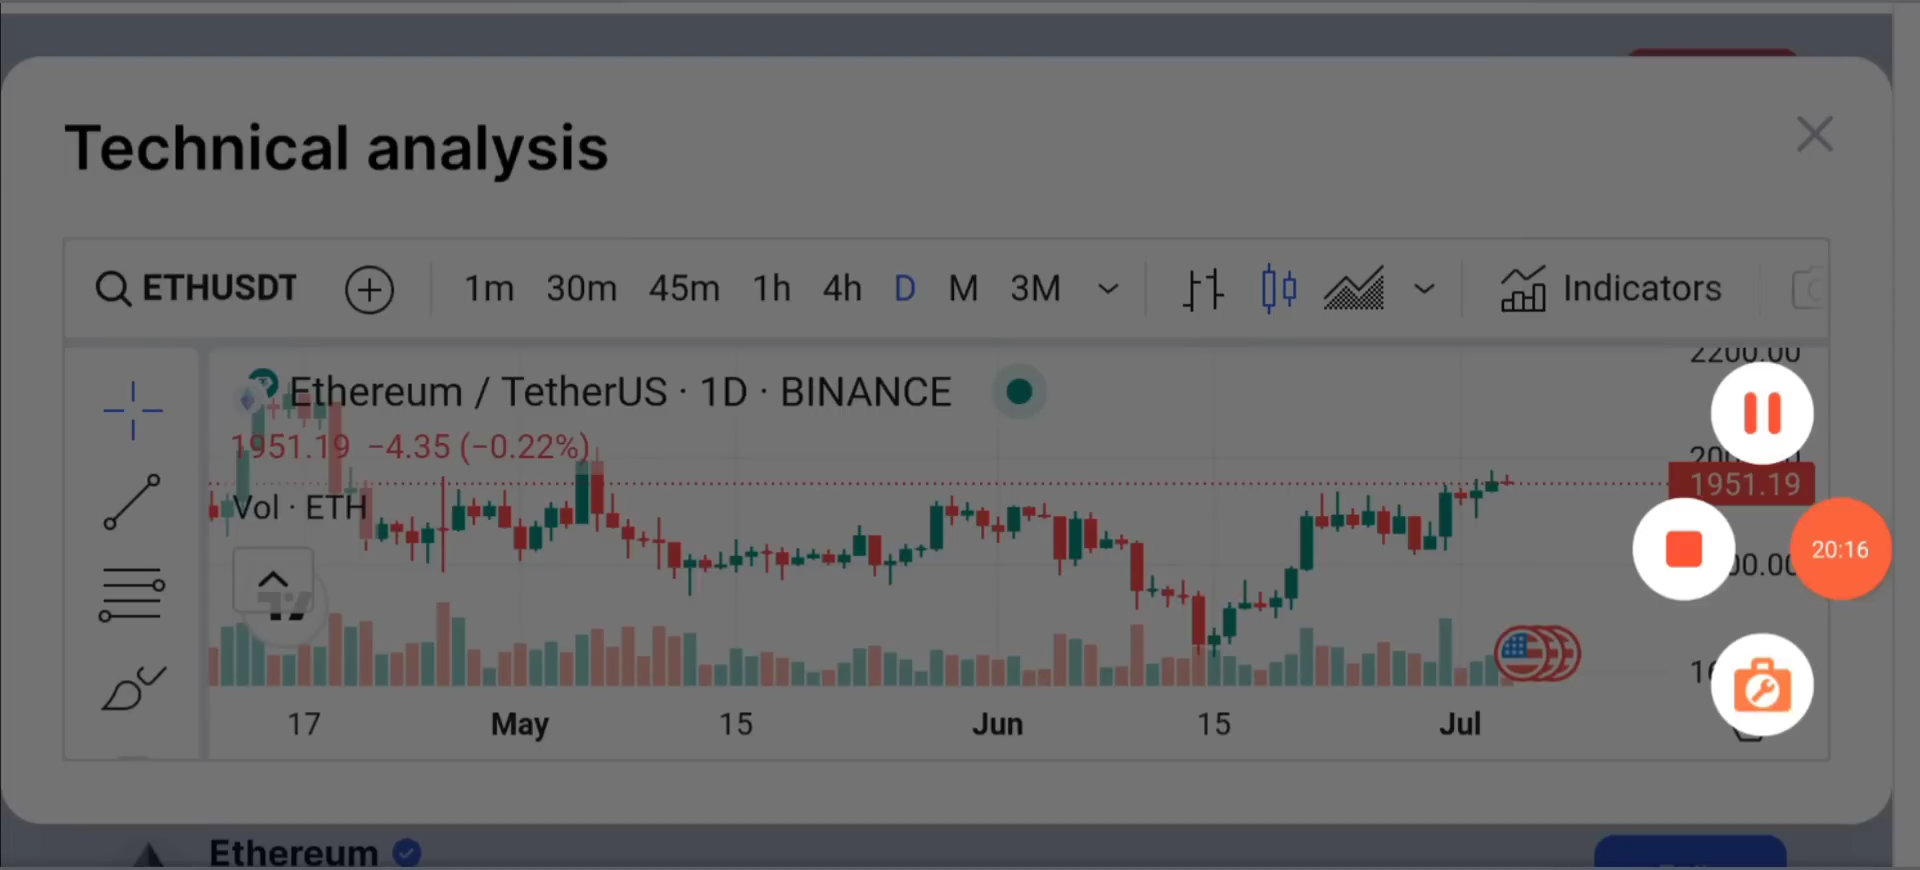 Technical analysis
ETHUSDT 1m 30m 45m 1h 4h D M 3M Indicators
2200.00
Ethereum / TetherUS · 1D · BINANCE
1951.19 −4.35 (−0.22%)
1951.19
Vol · ETH
20:16
17 May 15 Jun 15 Jul
Ethereum